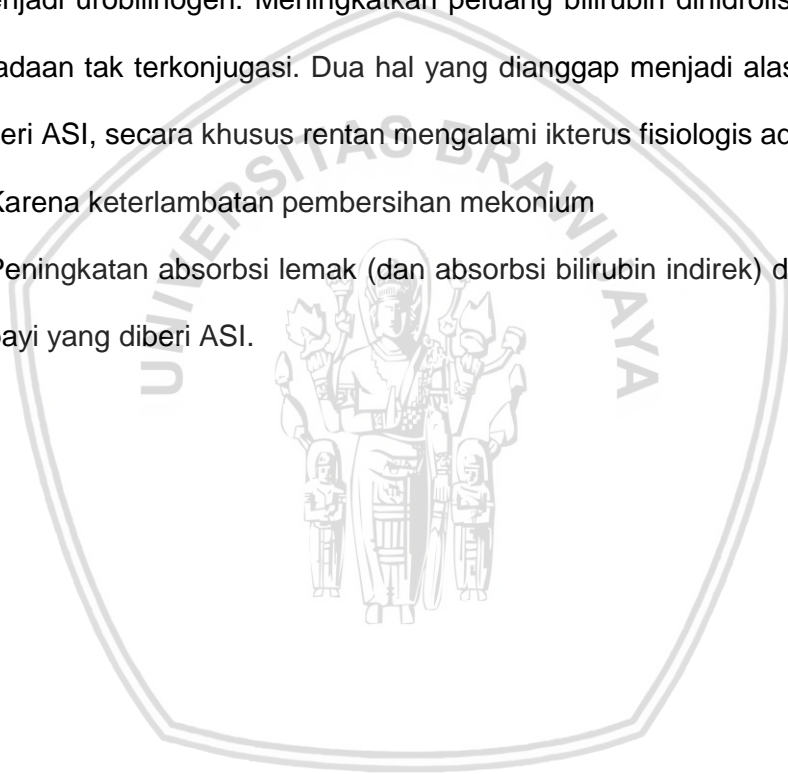 enjadi urobilinogen. Meningkatkan peluang bilirubin dihidrolis
adaan tak terkonjugasi. Dua hal yang dianggap menjadi alas
eri ASI, secara khusus rentan mengalami ikterus fisiologis ad
Karena keterlambatan pembersihan mekonium
Peningkatan absorbsi lemak (dan absorbsi bilirubin indirek) d
bayi yang diberi ASI.
UNIVERSITAS BRAWIJAYA